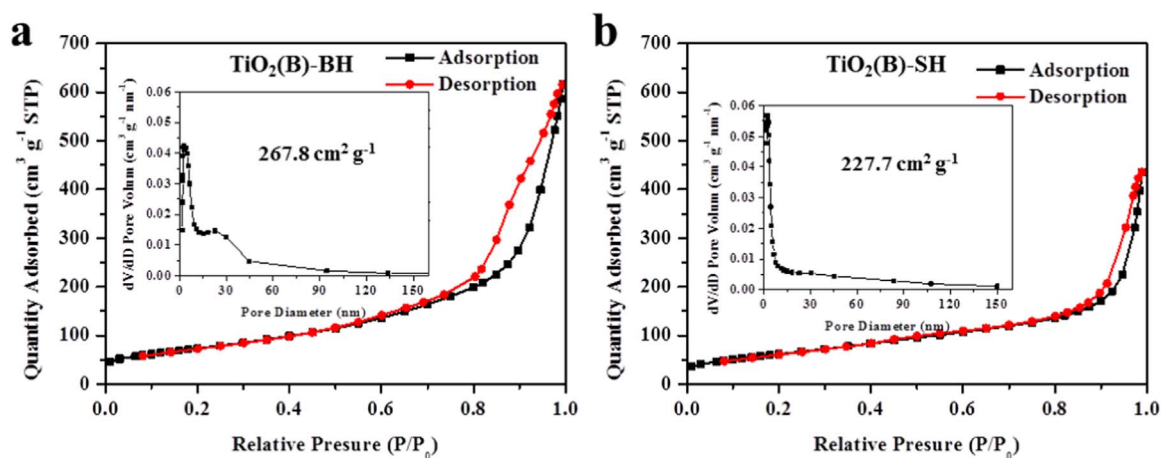 a
TiO2(B)-BH
Adsorption
Desorption
267.8 cm2 g-1
dV/dD Pore Volum (cm3 g-1 nm-1)
0.06
0.05
0.04
0.03
0.02
0.01
0.00
0 30 60 90 120 150
Pore Diameter (nm)
Quantity Adsorbed (cm3 g-1 STP)
700
600
500
400
300
200
100
0
0.0 0.2 0.4 0.6 0.8 1.0
Relative Presure (P/P0)
b
TiO2(B)-SH
Adsorption
Desorption
227.7 cm2 g-1
dV/dD Pore Volum (cm3 g-1 nm-1)
0.06
0.05
0.04
0.03
0.02
0.01
0.00
0 30 60 90 120 150
Pore Diameter (nm)
Quantity Adsorbed (cm3 g-1 STP)
700
600
500
400
300
200
100
0
0.0 0.2 0.4 0.6 0.8 1.0
Relative Presure (P/P0)